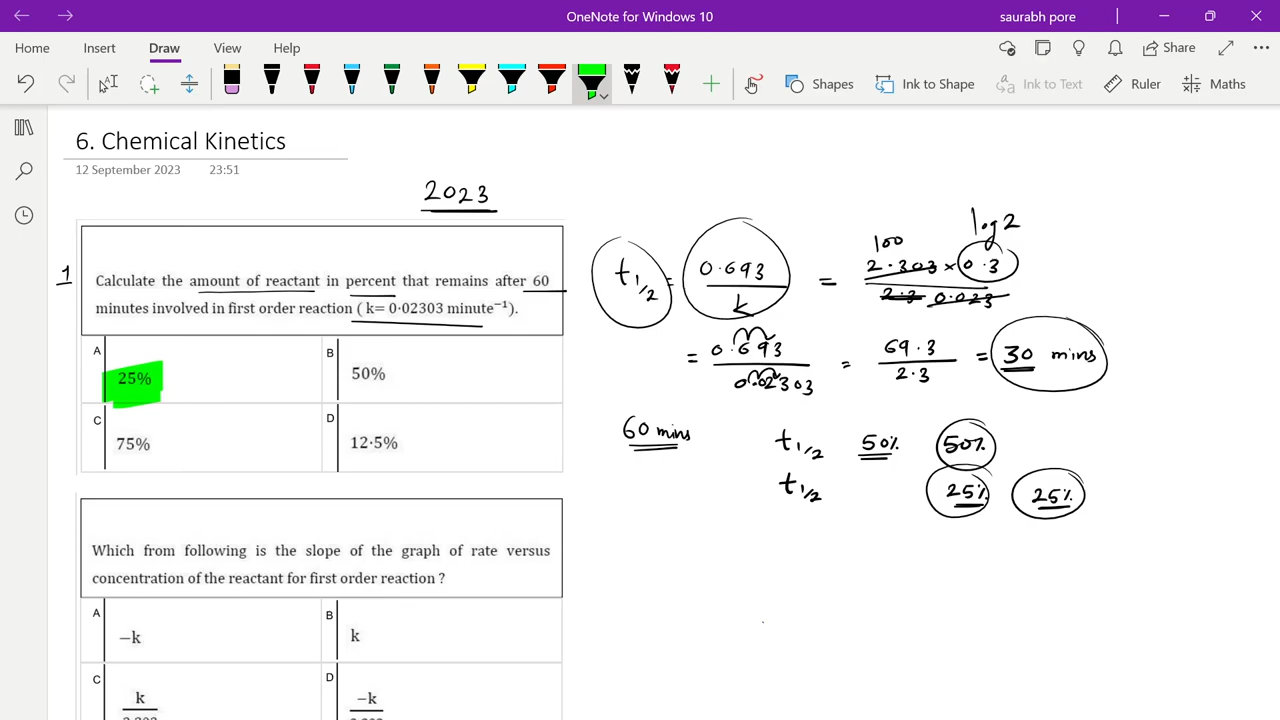 OneNote for Windows 10
saurabh pore
Home Insert Draw View Help
Share
Shapes
Ink to Shape
Ink to Text
Ruler
Maths
6. Chemical Kinetics
12 September 2023 23:51
2023
1
Calculate the amount of reactant in percent that remains after 60
minutes involved in first order reaction ( k= 0·02303 minute⁻¹).
A 25%
B 50%
C 75%
D 12·5%
t1/2 = 0.693 / k = 2.303 × 0.3 / 2.3 0.023
100
log 2
= 0.693 / 0.02303 = 69.3 / 2.3 = 30 mins
60 mins
t1/2 50% 50%
t1/2 25% 25%
Which from following is the slope of the graph of rate versus
concentration of the reactant for first order reaction ?
A −k
B k
C k
D −k